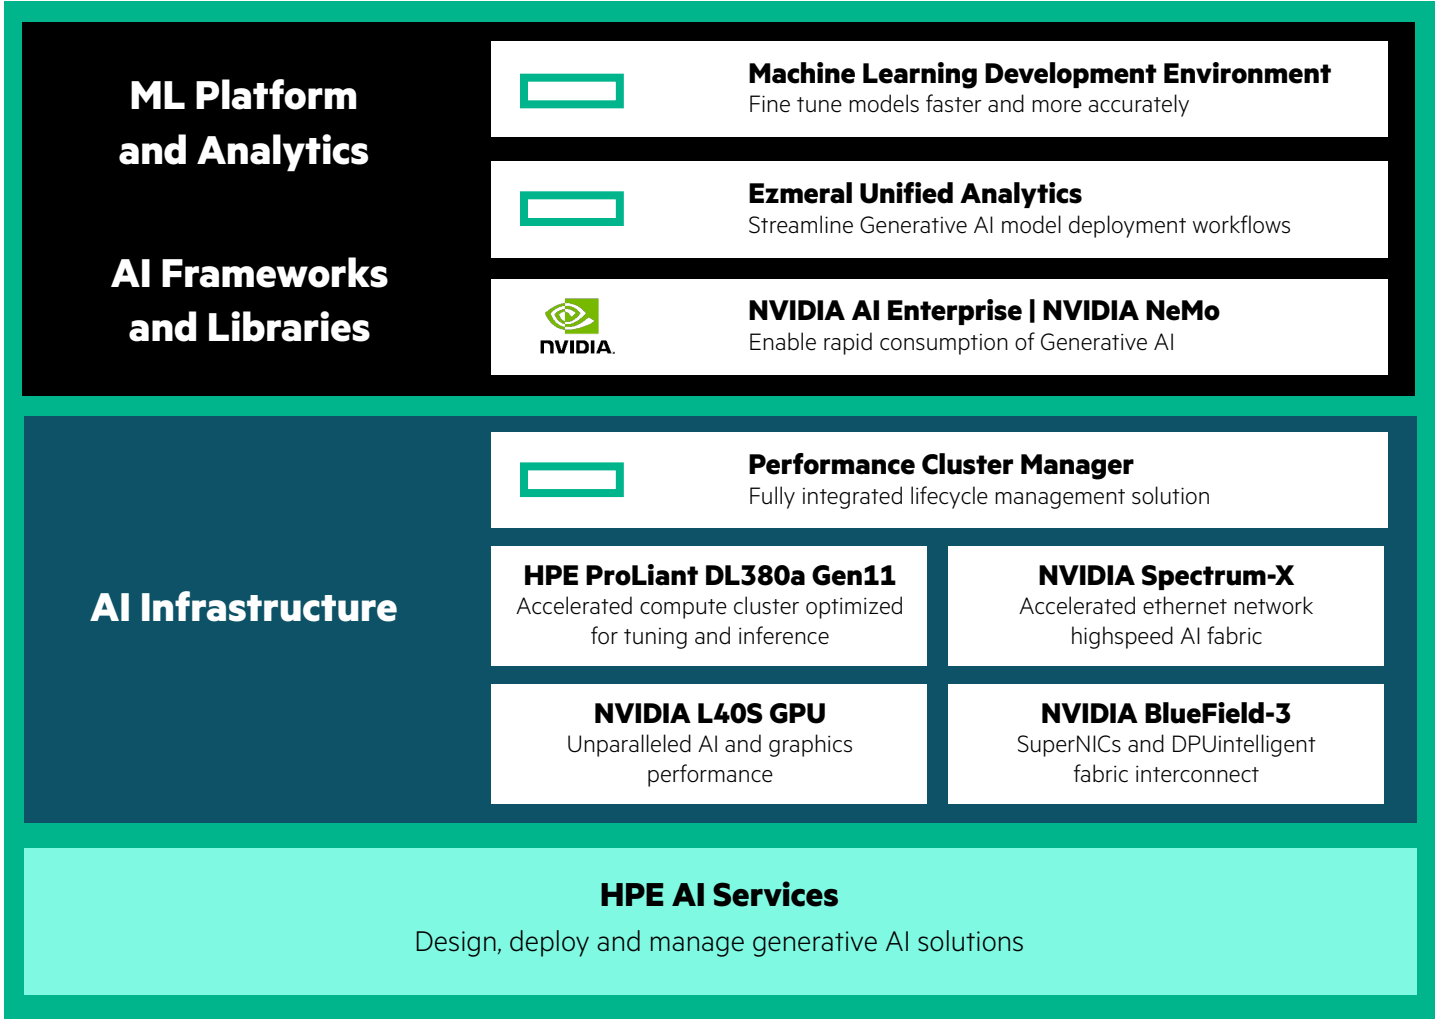 ML Platform
and Analytics
Machine Learning Development Environment
Fine tune models faster and more accurately
Ezmeral Unified Analytics
Streamline Generative AI model deployment workflows
AI Frameworks
and Libraries
NVIDIA.
NVIDIA AI Enterprise | NVIDIA NeMo
Enable rapid consumption of Generative AI
AI Infrastructure
Performance Cluster Manager
Fully integrated lifecycle management solution
HPE ProLiant DL380a Gen11
Accelerated compute cluster optimized
for tuning and inference
NVIDIA Spectrum-X
Accelerated ethernet network
highspeed AI fabric
NVIDIA L40S GPU
Unparalleled AI and graphics
performance
NVIDIA BlueField-3
SuperNICs and DPUintelligent
fabric interconnect
HPE AI Services
Design, deploy and manage generative AI solutions